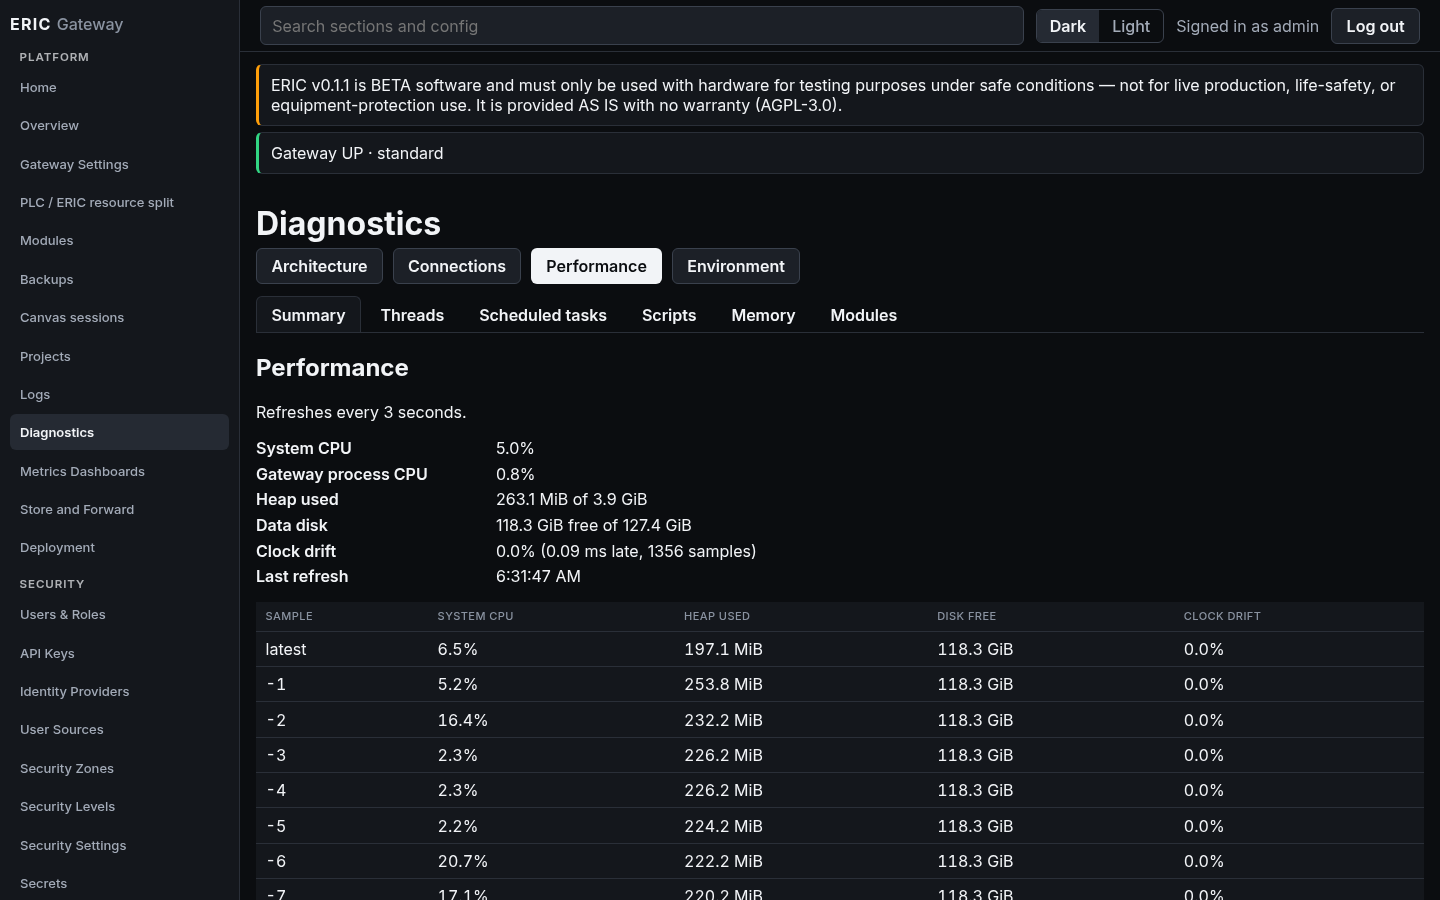 ERIC Gateway
PLATFORM
Home
Overview
Gateway Settings
PLC / ERIC resource split
Modules
Backups
Canvas sessions
Projects
Logs
Diagnostics
Metrics Dashboards
Store and Forward
Deployment
SECURITY
Users & Roles
API Keys
Identity Providers
User Sources
Security Zones
Security Levels
Security Settings
Secrets
Search sections and config
Dark Light Signed in as admin Log out
ERIC v0.1.1 is BETA software and must only be used with hardware for testing purposes under safe conditions — not for live production, life-safety, or
equipment-protection use. It is provided AS IS with no warranty (AGPL-3.0).
Gateway UP · standard
Diagnostics
Architecture Connections Performance Environment
Summary Threads Scheduled tasks Scripts Memory Modules
Performance
Refreshes every 3 seconds.
System CPU 5.0%
Gateway process CPU 0.8%
Heap used 263.1 MiB of 3.9 GiB
Data disk 118.3 GiB free of 127.4 GiB
Clock drift 0.0% (0.09 ms late, 1356 samples)
Last refresh 6:31:47 AM
SAMPLE SYSTEM CPU HEAP USED DISK FREE CLOCK DRIFT
latest 6.5% 197.1 MiB 118.3 GiB 0.0%
-1 5.2% 253.8 MiB 118.3 GiB 0.0%
-2 16.4% 232.2 MiB 118.3 GiB 0.0%
-3 2.3% 226.2 MiB 118.3 GiB 0.0%
-4 2.3% 226.2 MiB 118.3 GiB 0.0%
-5 2.2% 224.2 MiB 118.3 GiB 0.0%
-6 20.7% 222.2 MiB 118.3 GiB 0.0%
-7 17.1% 220.2 MiB 118.3 GiB 0.0%